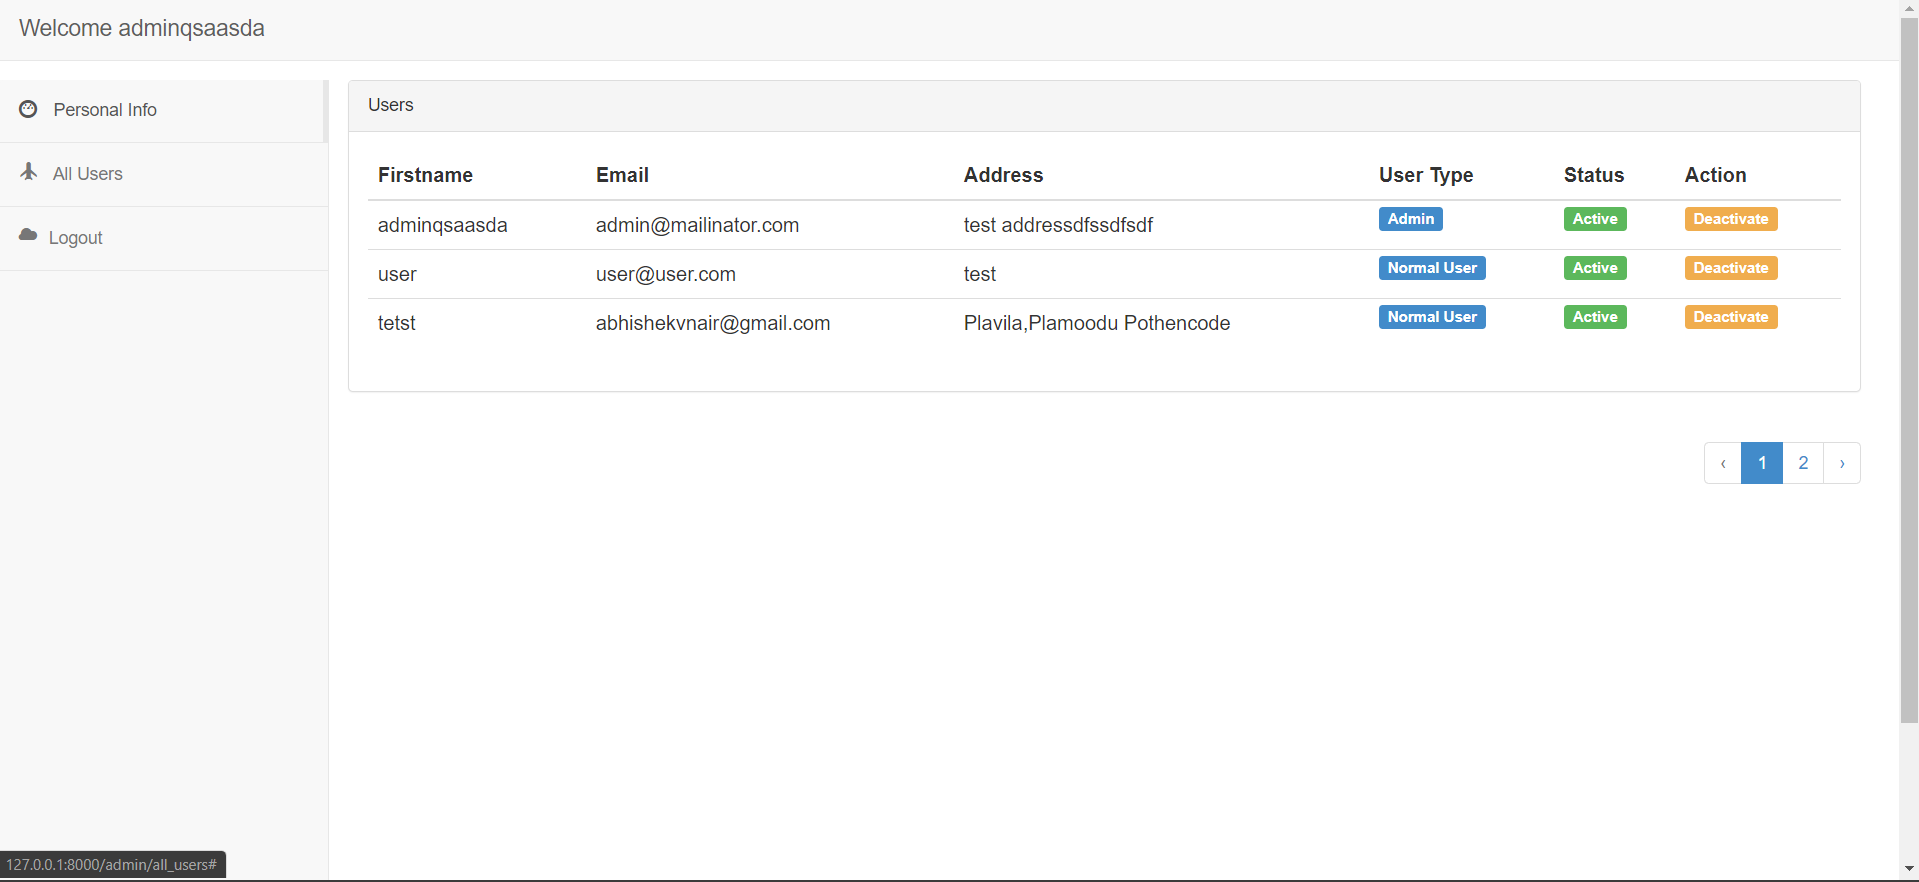 Welcome adminqsaasda
Personal Info
All Users
Logout
Users
Firstname Email Address User Type Status Action
adminqsaasda admin@mailinator.com test addressdfssdfsdf Admin Active Deactivate
user user@user.com test Normal User Active Deactivate
tetst abhishekvnair@gmail.com Plavila,Plamoodu Pothencode Normal User Active Deactivate
‹ 1 2 ›
127.0.0.1:8000/admin/all_users#